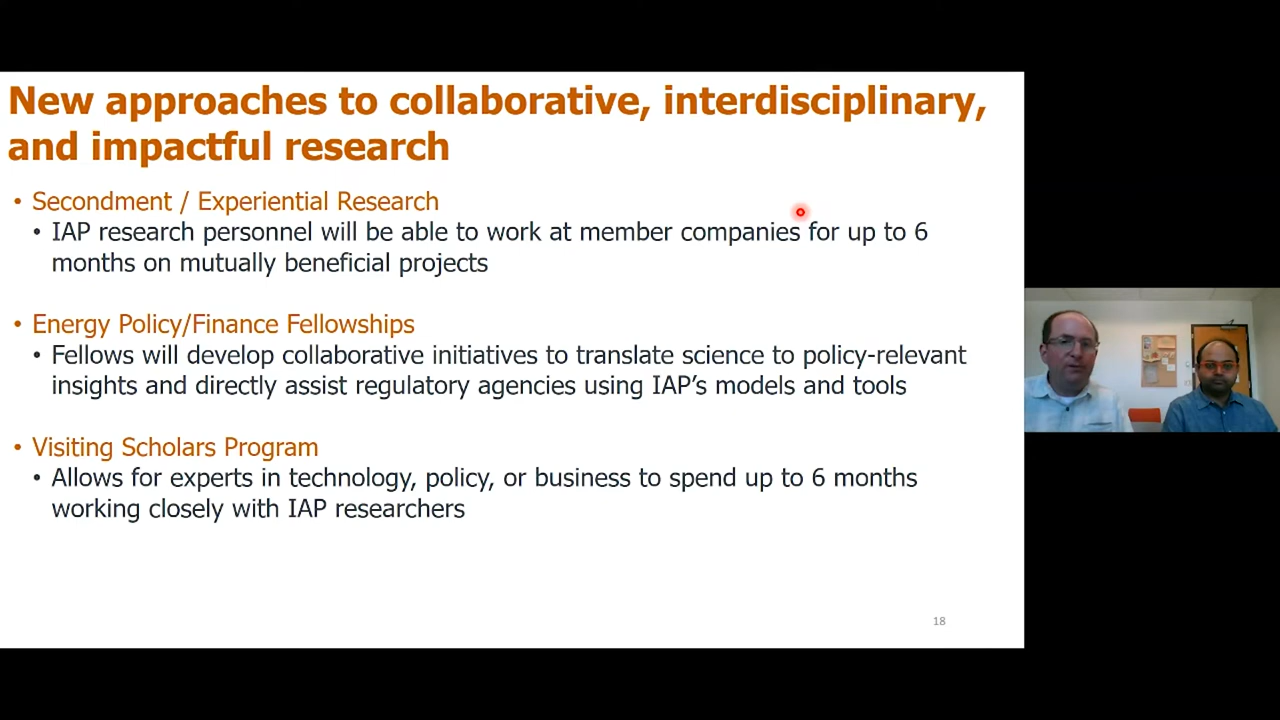 New approaches to collaborative, interdisciplinary,
and impactful research
• Secondment / Experiential Research
• IAP research personnel will be able to work at member companies for up to 6
months on mutually beneficial projects
• Energy Policy/Finance Fellowships
• Fellows will develop collaborative initiatives to translate science to policy-relevant
insights and directly assist regulatory agencies using IAP’s models and tools
• Visiting Scholars Program
• Allows for experts in technology, policy, or business to spend up to 6 months
working closely with IAP researchers
18